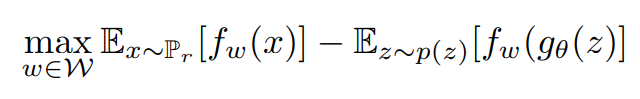 max_{w∈𝒲} 𝔼_{x∼ℙ_r}[f_w(x)] − 𝔼_{z∼p(z)}[f_w(g_θ(z)]